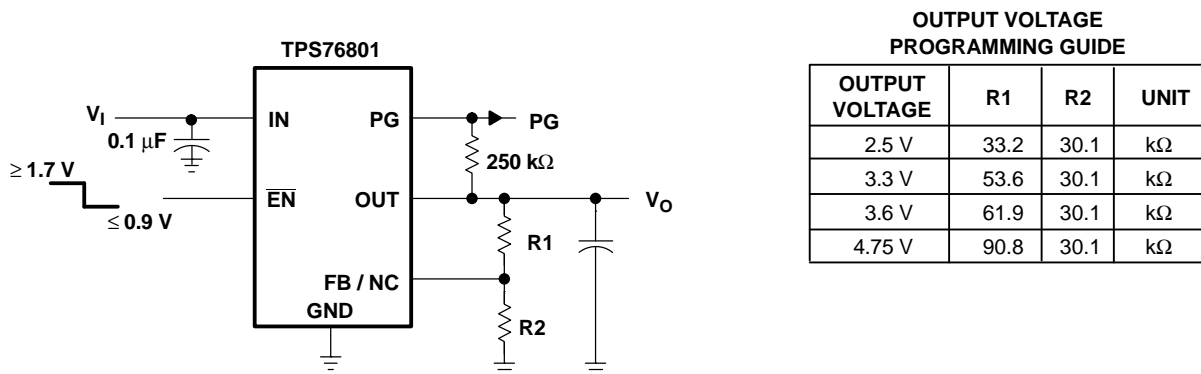 TPS76801
V_I
0.1 µF
≥ 1.7 V
≤ 0.9 V
IN
E̅N̅
PG
OUT
FB / NC
GND
PG
250 kΩ
V_O
R1
R2
OUTPUT VOLTAGE
PROGRAMMING GUIDE
OUTPUT
VOLTAGE R1 R2 UNIT
2.5 V 33.2 30.1 kΩ
3.3 V 53.6 30.1 kΩ
3.6 V 61.9 30.1 kΩ
4.75 V 90.8 30.1 kΩ